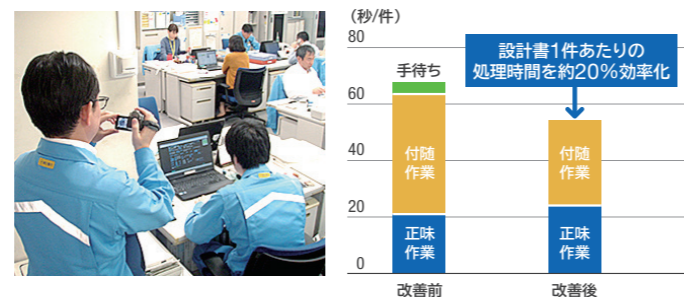 （秒/件）
80
60
40
20
0
手待ち
付随
作業
正味
作業
改善前
設計書1件あたりの
処理時間を約20％効率化
付随
作業
正味
作業
改善後